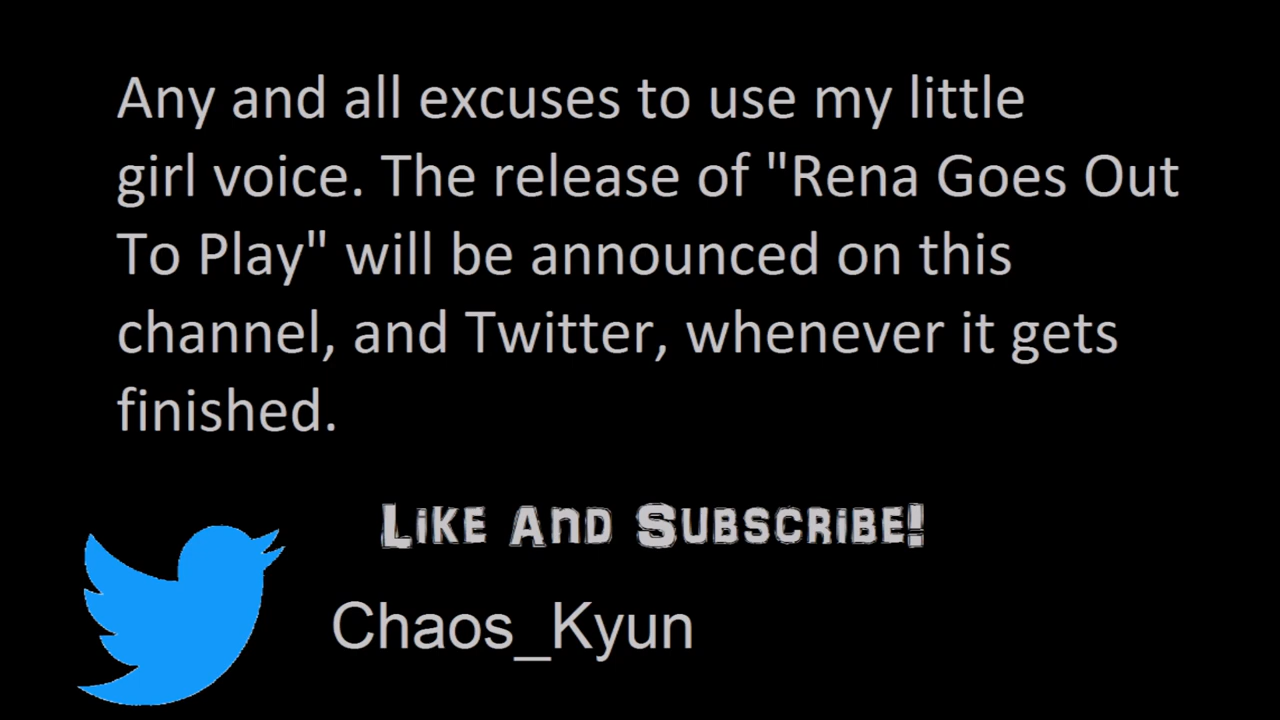 Any and all excuses to use my little
girl voice. The release of "Rena Goes Out
To Play" will be announced on this
channel, and Twitter, whenever it gets
finished.
Like And Subscribe!
Chaos_Kyun